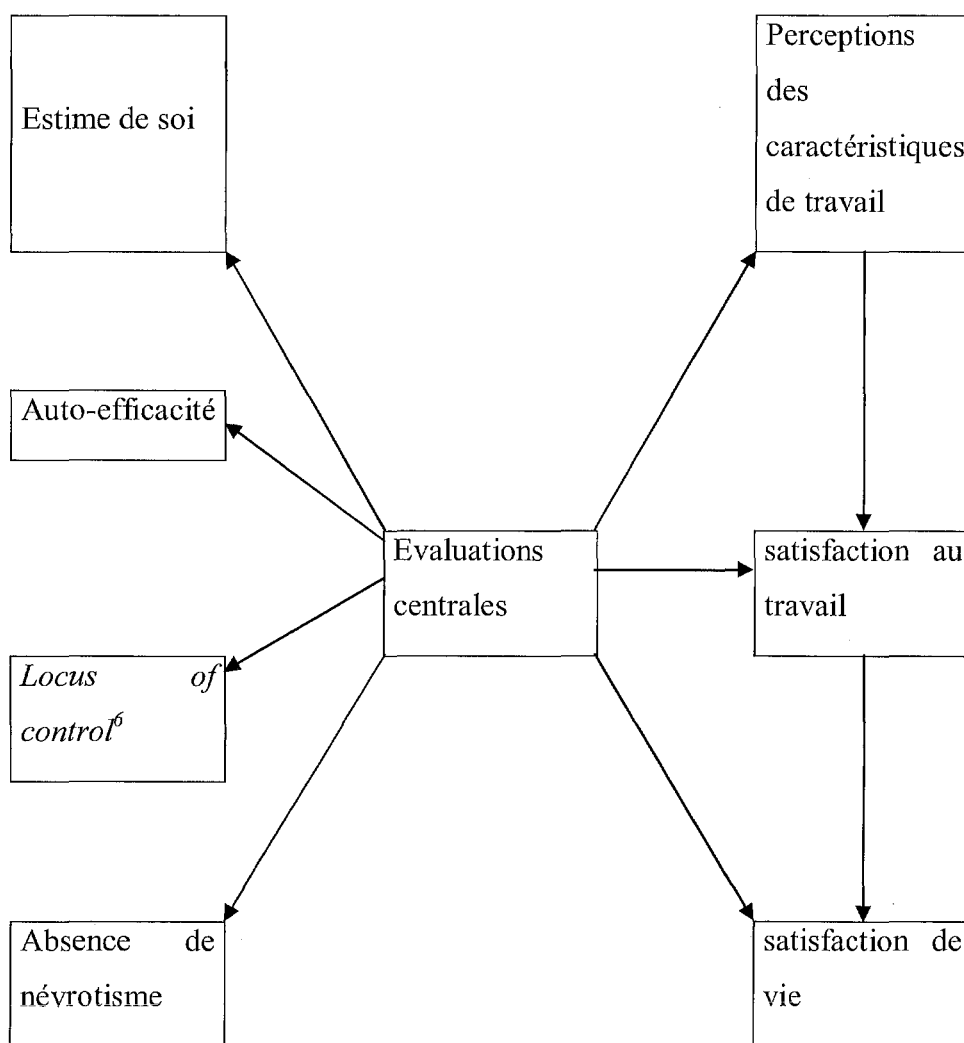 Estime de soi
Perceptions
des
caractéristiques
de travail
Auto-efficacité
Evaluations
centrales
satisfaction au
travail
Locus of
control⁶
Absence de
névrotisme
satisfaction de
vie